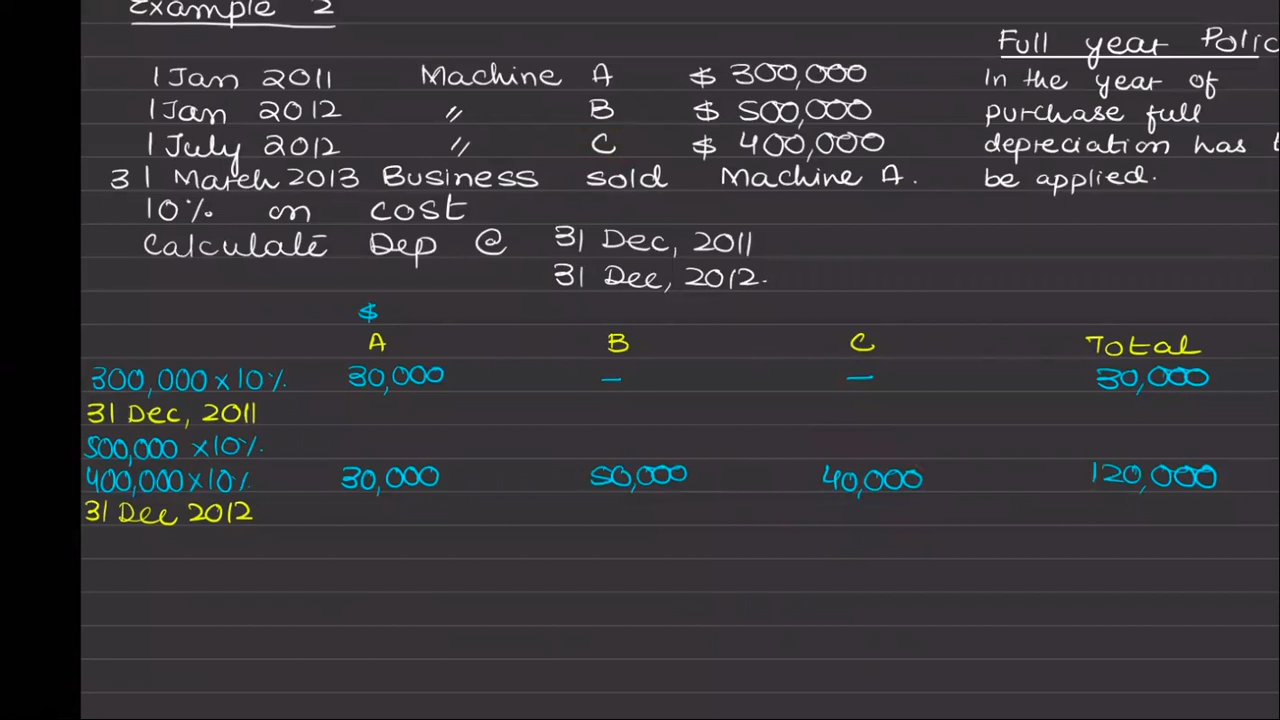 Example 2
Full year Polic
1 Jan 2011 Machine A $ 300,000
In the year of
1 Jan 2012 " B $ 500,000
purchase full
1 July 2012 " C $ 400,000
depreciation has
31 March 2013 Business sold Machine A.
be applied.
10% on cost
Calculate Dep @ 31 Dec, 2011
31 Dec, 2012.
$
A B C Total
300,000 x 10% 30,000 — — 30,000
31 Dec, 2011
500,000 x 10%
400,000 x 10% 30,000 50,000 40,000 120,000
31 Dec 2012